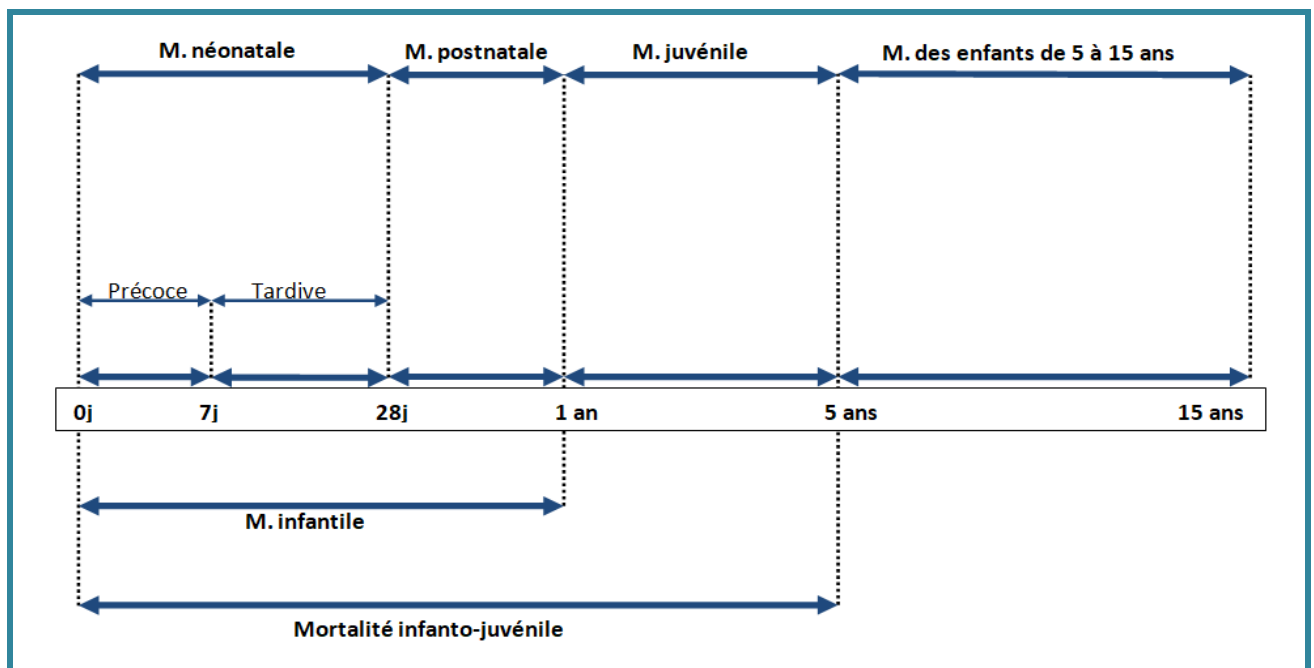 M. néonatale
M. postnatale
M. juvénile
M. des enfants de 5 à 15 ans
Précoce
Tardive
0j
7j
28j
1 an
5 ans
15 ans
M. infantile
Mortalité infanto-juvénile